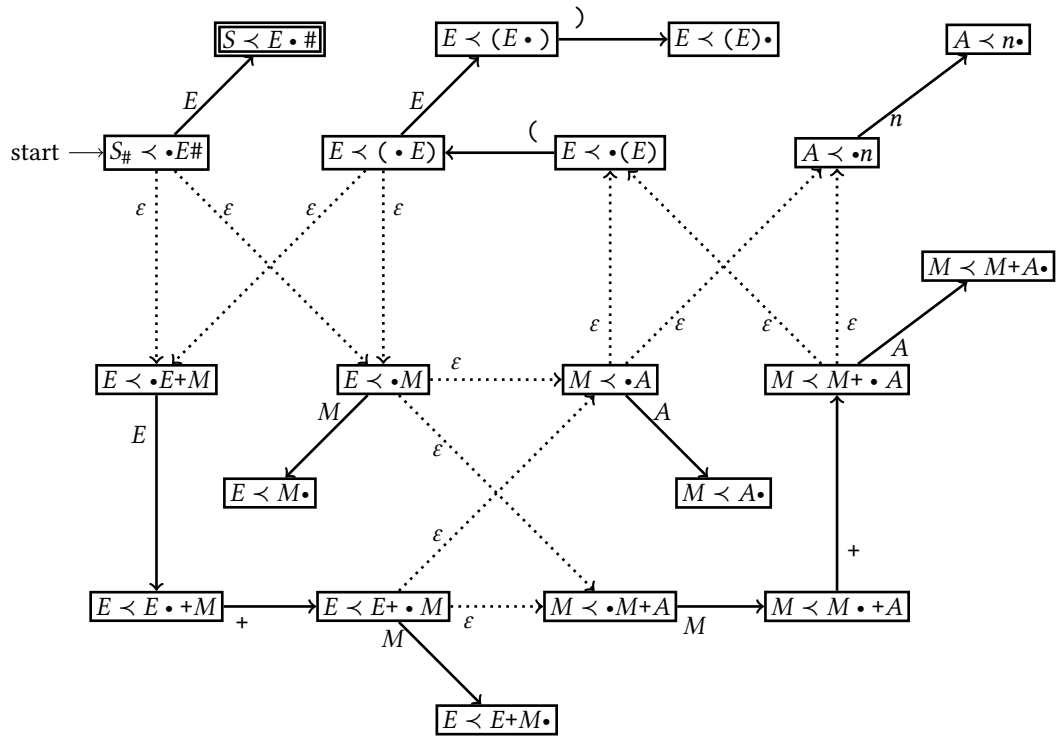 )
S ≺ E • #
E ≺ (E • )
E ≺ (E)•
A ≺ n•
E
E
n
(
start
S# ≺ •E#
E ≺ ( • E)
E ≺ •(E)
A ≺ •n
ε
ε
ε
ε
M ≺ M+A•
ε
ε
ε
ε
A
ε
E ≺ •E+M
E ≺ •M
M ≺ •A
M ≺ M+ • A
E
M
A
ε
E ≺ M•
M ≺ A•
ε
+
E ≺ E • +M
E ≺ E+ • M
M ≺ •M+A
M ≺ M • +A
+
M
ε
M
E ≺ E+M•